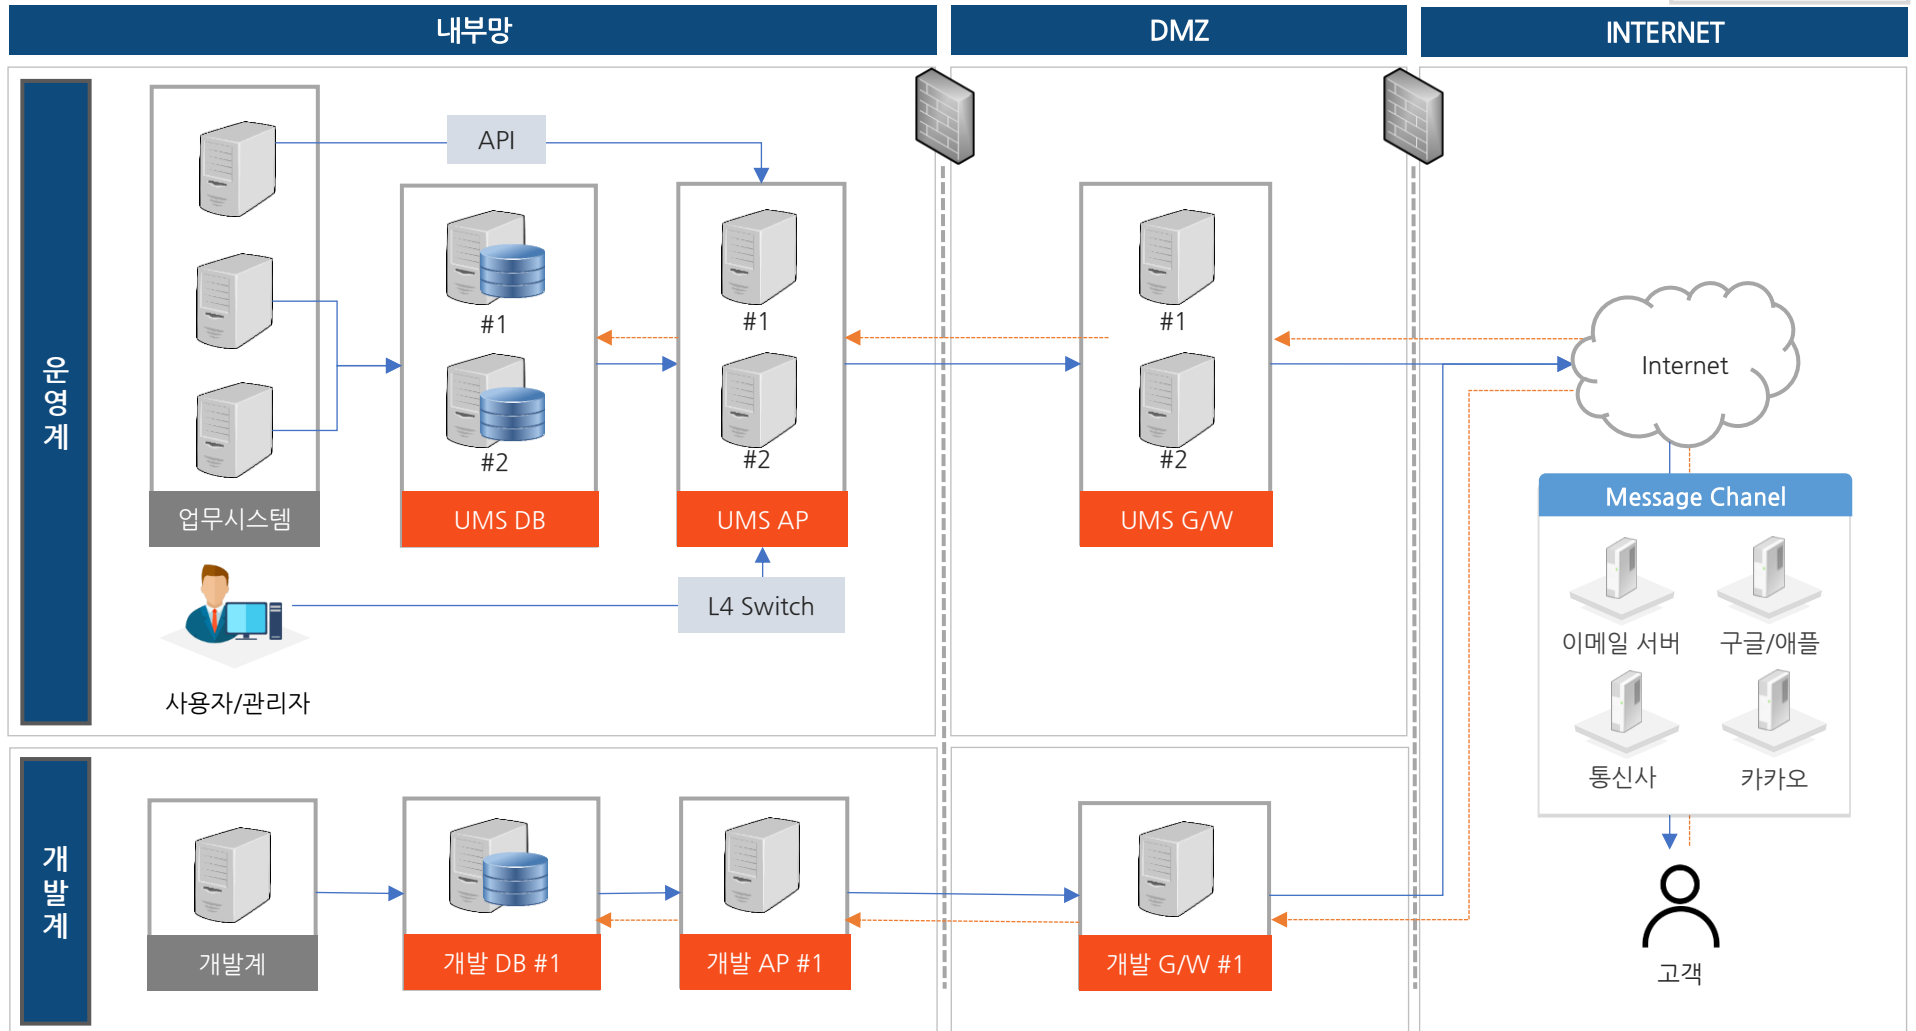 내부망
DMZ
INTERNET
운영계
API
#1
#2
#1
#2
#1
#2
업무시스템
UMS DB
UMS AP
UMS G/W
L4 Switch
사용자/관리자
Internet
Message Chanel
이메일 서버
구글/애플
통신사
카카오
고객
개발계
개발계
개발 DB #1
개발 AP #1
개발 G/W #1